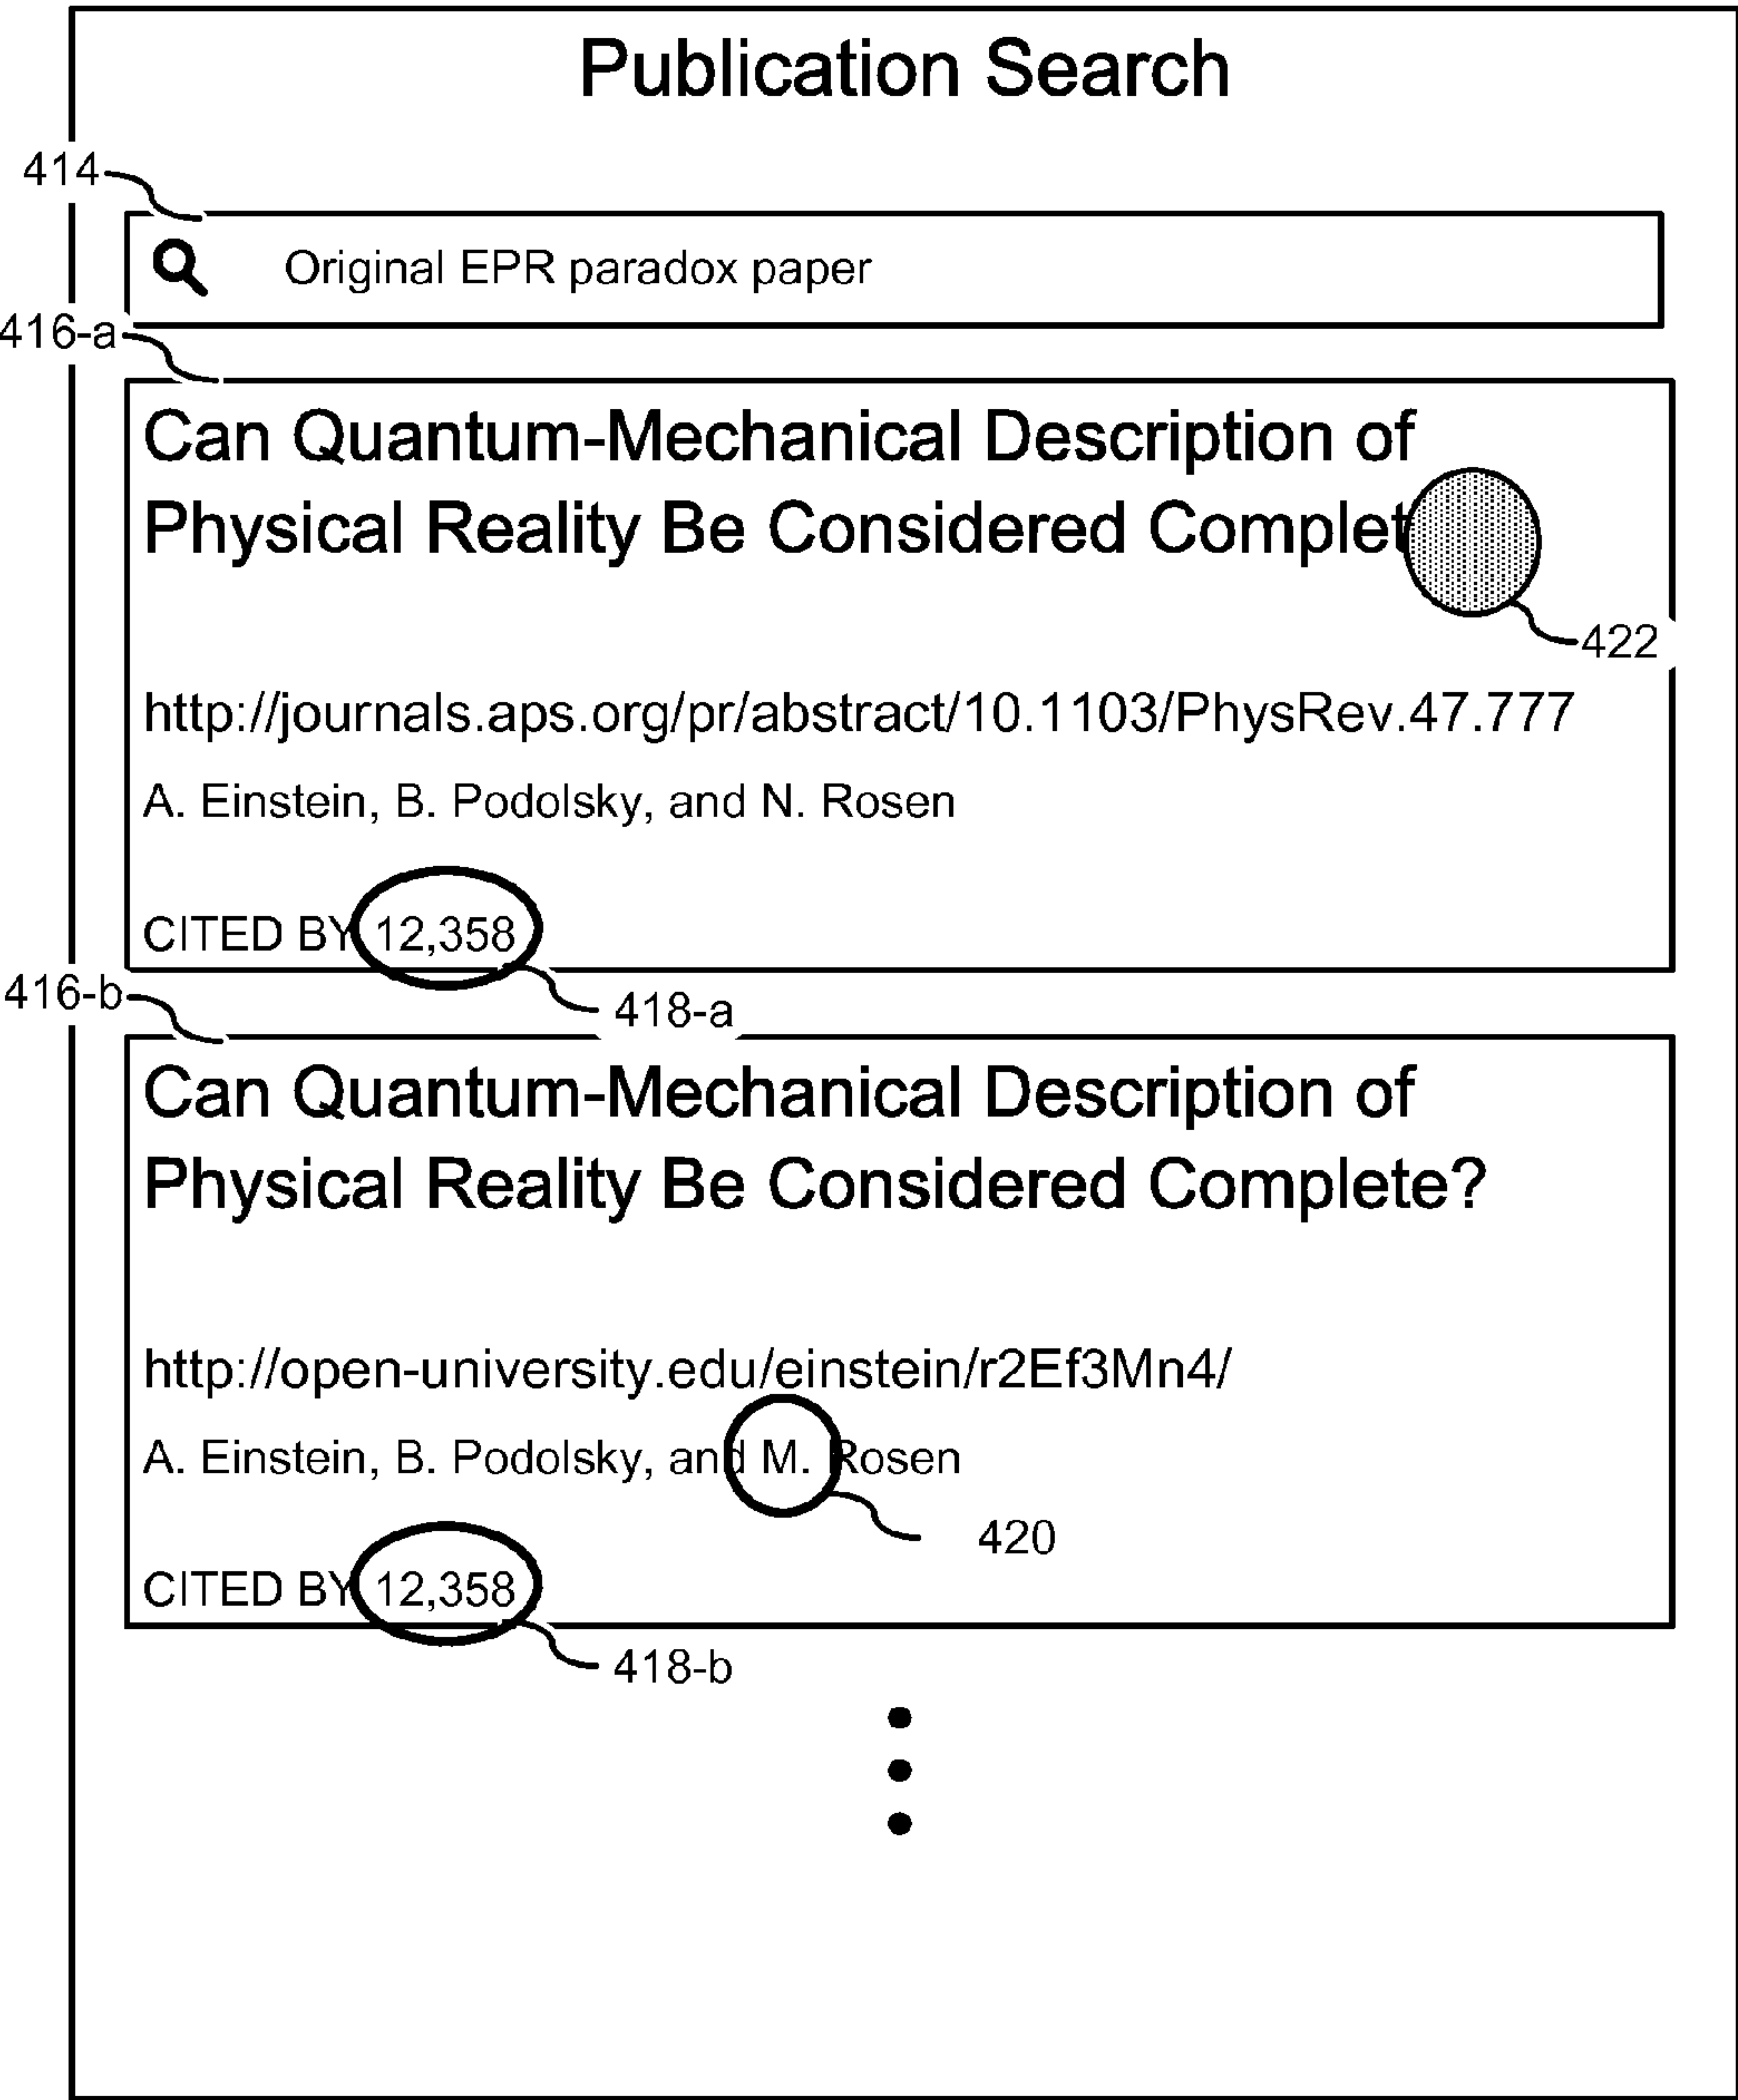 Publication Search
414
Original EPR paradox paper
416-a
Can Quantum-Mechanical Description of
Physical Reality Be Considered Complet
422
http://journals.aps.org/pr/abstract/10.1103/PhysRev.47.777
A. Einstein, B. Podolsky, and N. Rosen
CITED BY 12,358
416-b
418-a
Can Quantum-Mechanical Description of
Physical Reality Be Considered Complete?
http://open-university.edu/einstein/r2Ef3Mn4/
A. Einstein, B. Podolsky, and M. Rosen
420
CITED BY 12,358
418-b